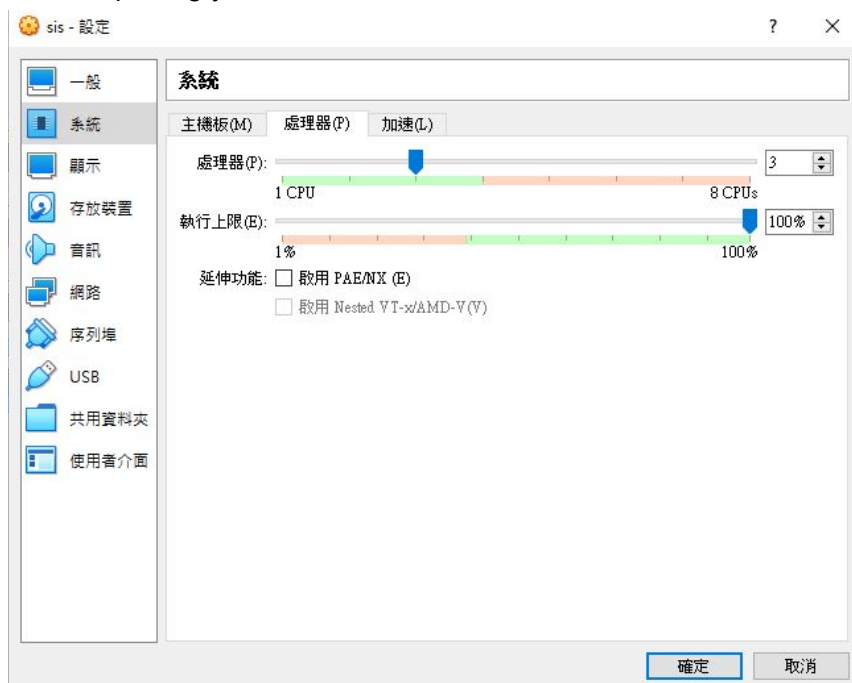 sis - 設定
?
一般
系統
顯示
存放裝置
音訊
網路
序列埠
USB
共用資料夾
使用者介面
系統
主機板(M) 處理器(P) 加速(L)
處理器(P): 3
1 CPU 8 CPUs
執行上限(E): 100%
1% 100%
延伸功能: 啟用 PAE/NX (E)
啟用 Nested VT-x/AMD-V(V)
確定 取消